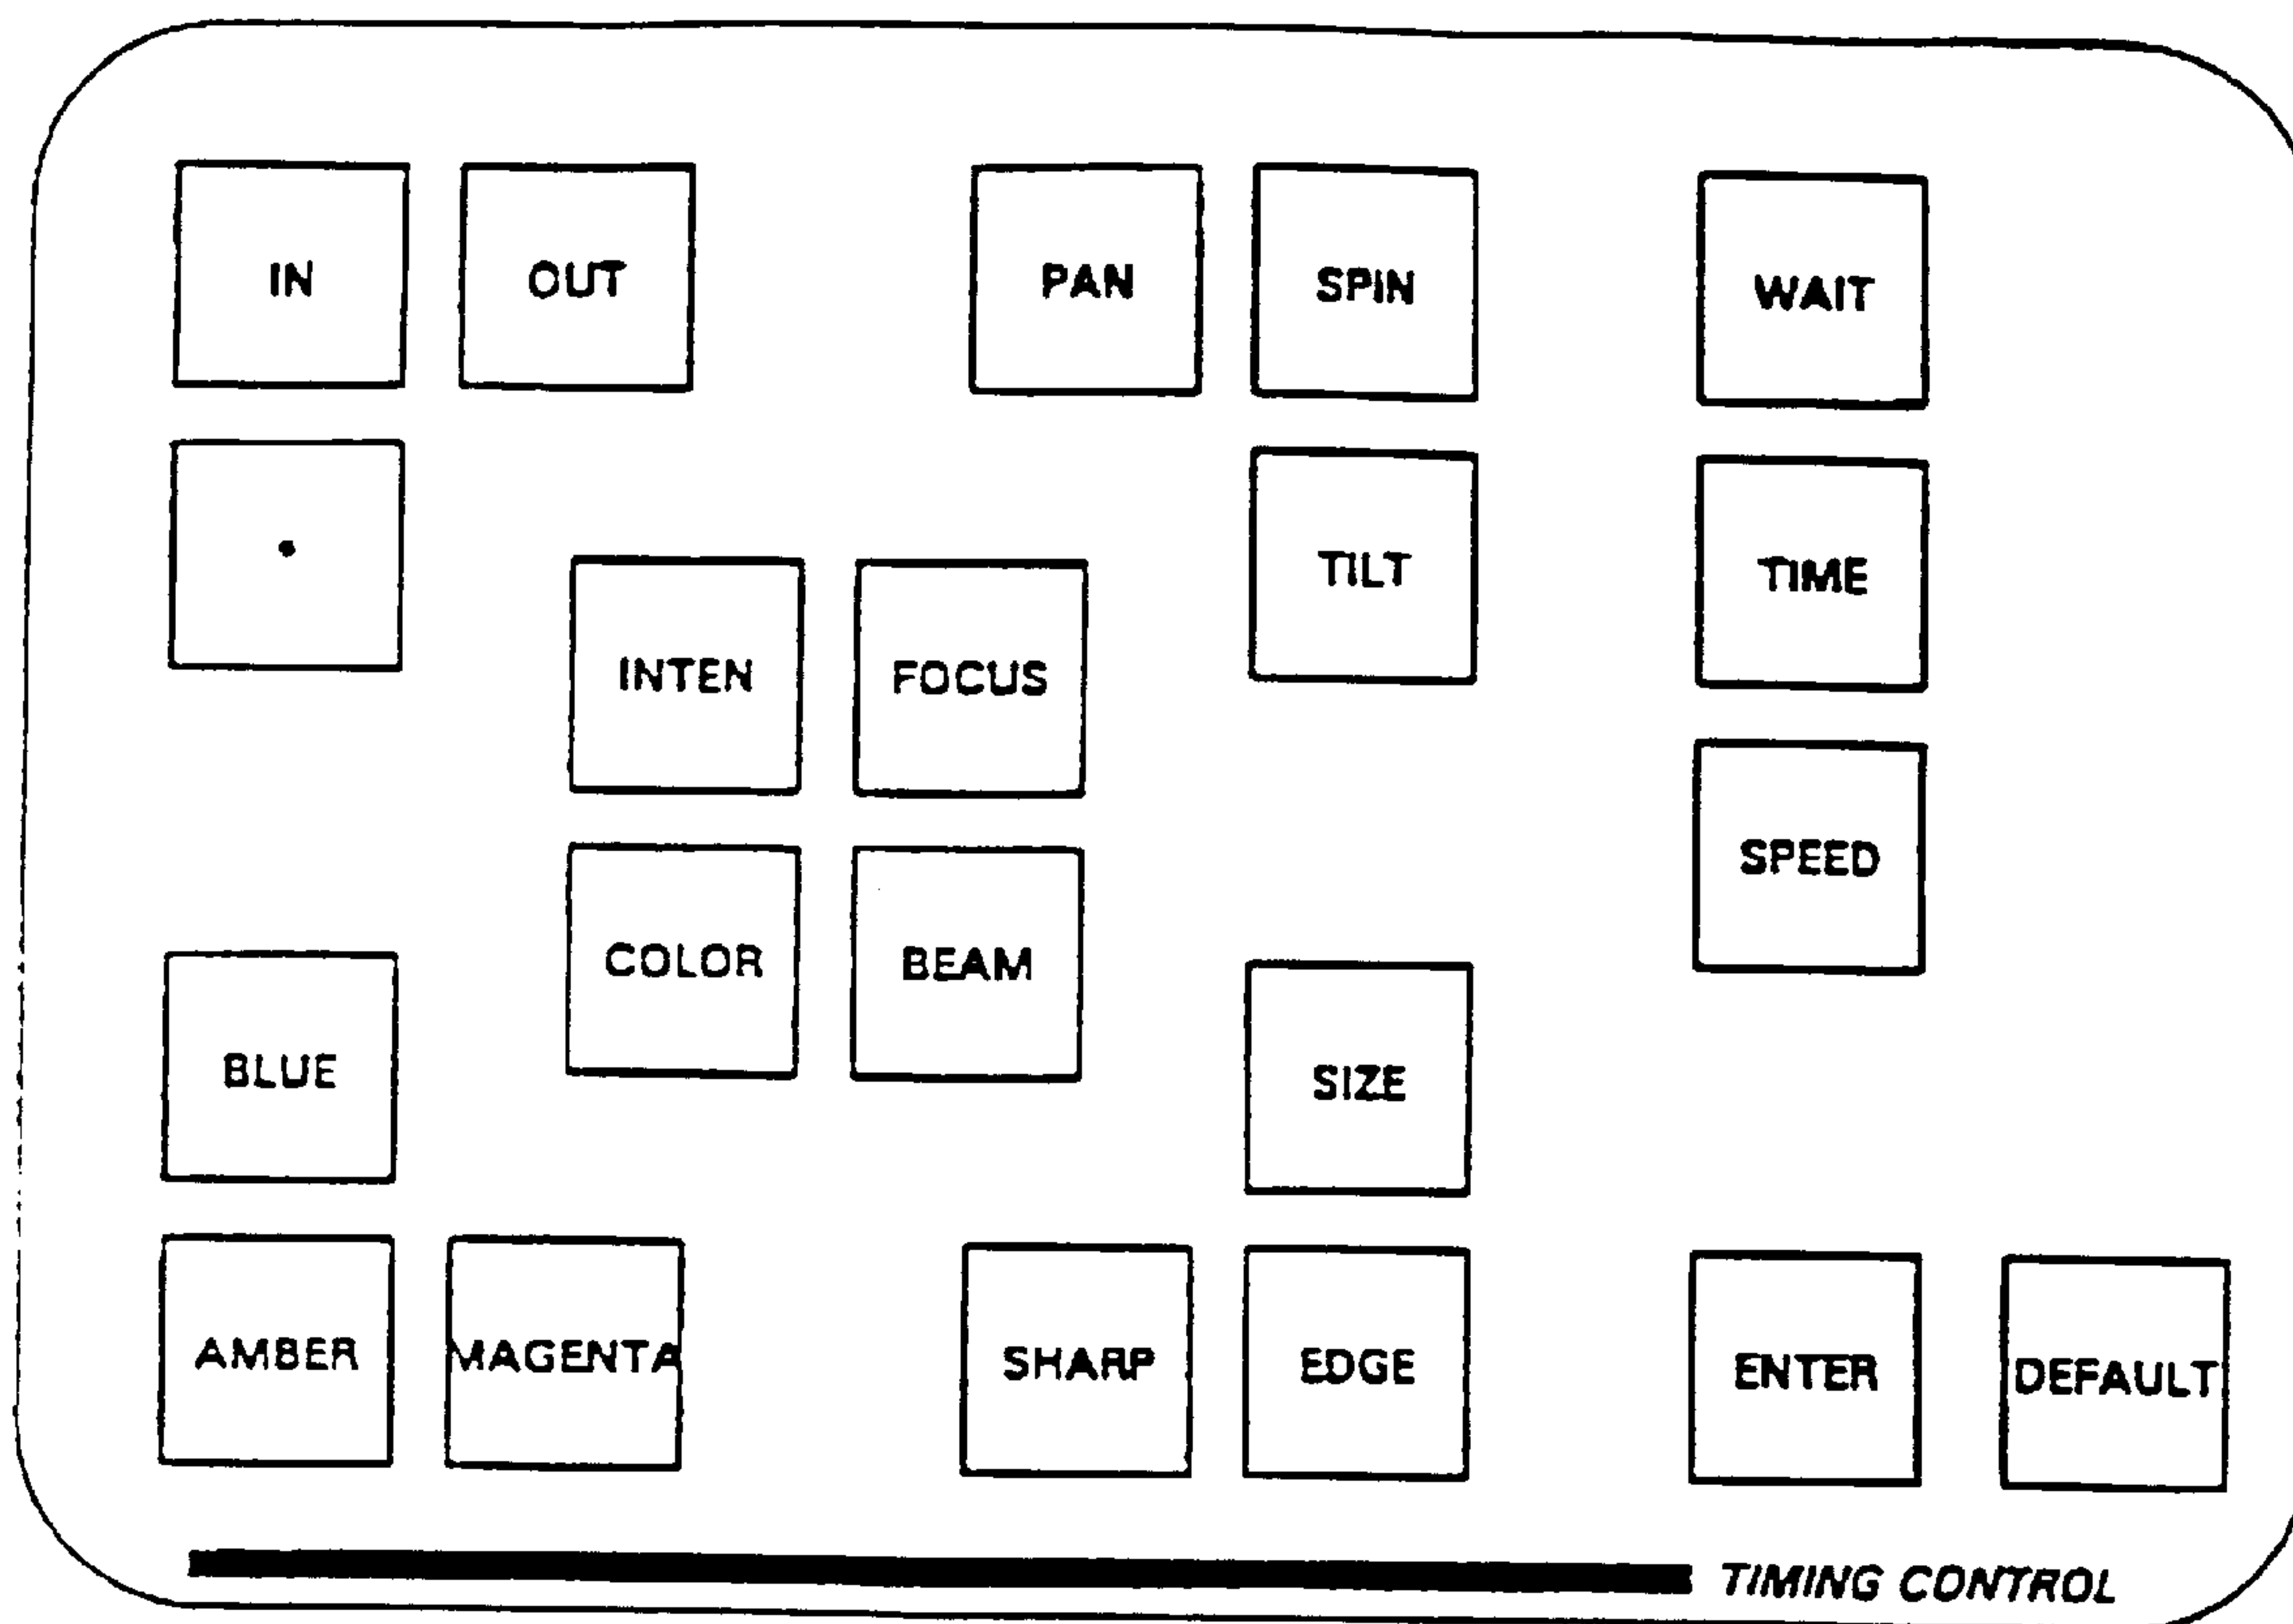 IN OUT PAN SPIN WAIT
• TILT TIME
INTEN FOCUS
SPEED
COLOR BEAM
BLUE SIZE
AMBER MAGENTA SHARP EDGE ENTER DEFAULT
TIMING CONTROL